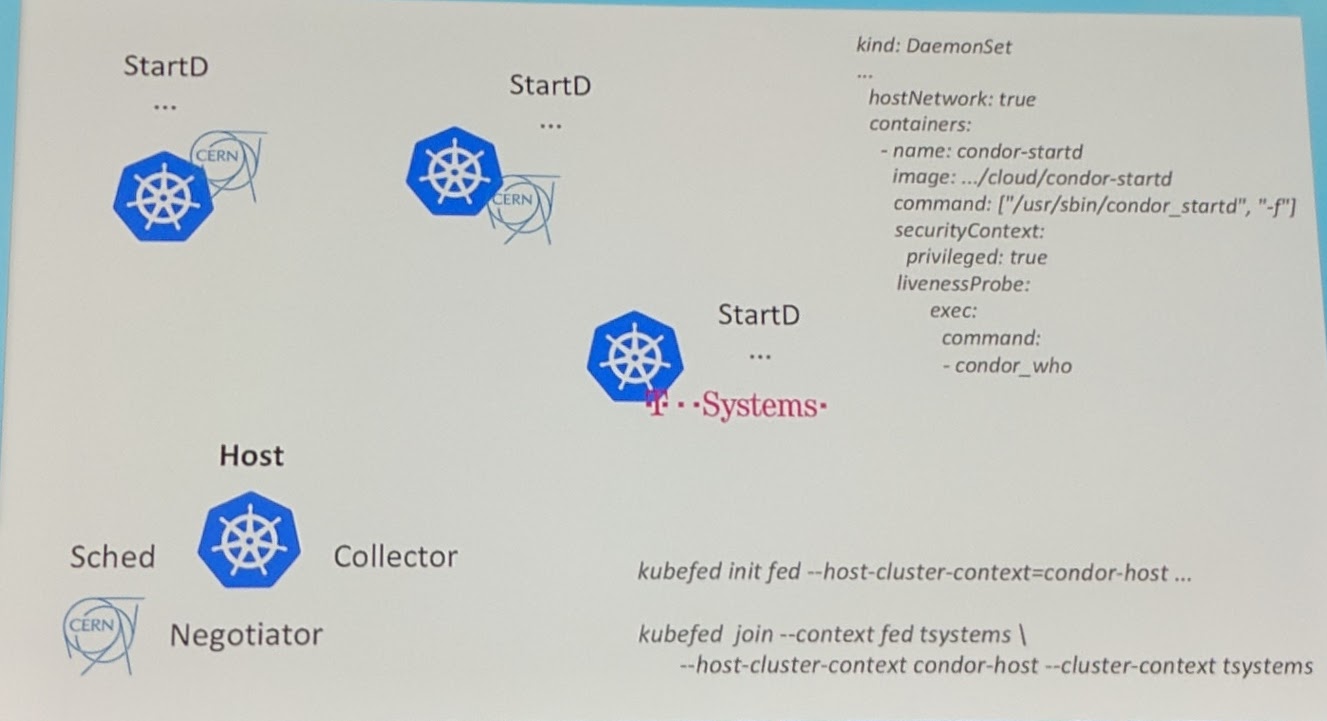 StartD
...
CERN
StartD
...
CERN
StartD
...
T··Systems·
Host
Sched
Collector
CERN
Negotiator
kind: DaemonSet
...
hostNetwork: true
containers:
- name: condor-startd
image: .../cloud/condor-startd
command: ["/usr/sbin/condor_startd", "-f"]
securityContext:
privileged: true
livenessProbe:
exec:
command:
- condor_who
kubefed init fed --host-cluster-context=condor-host ...
kubefed join --context fed tsystems \
--host-cluster-context condor-host --cluster-context tsystems